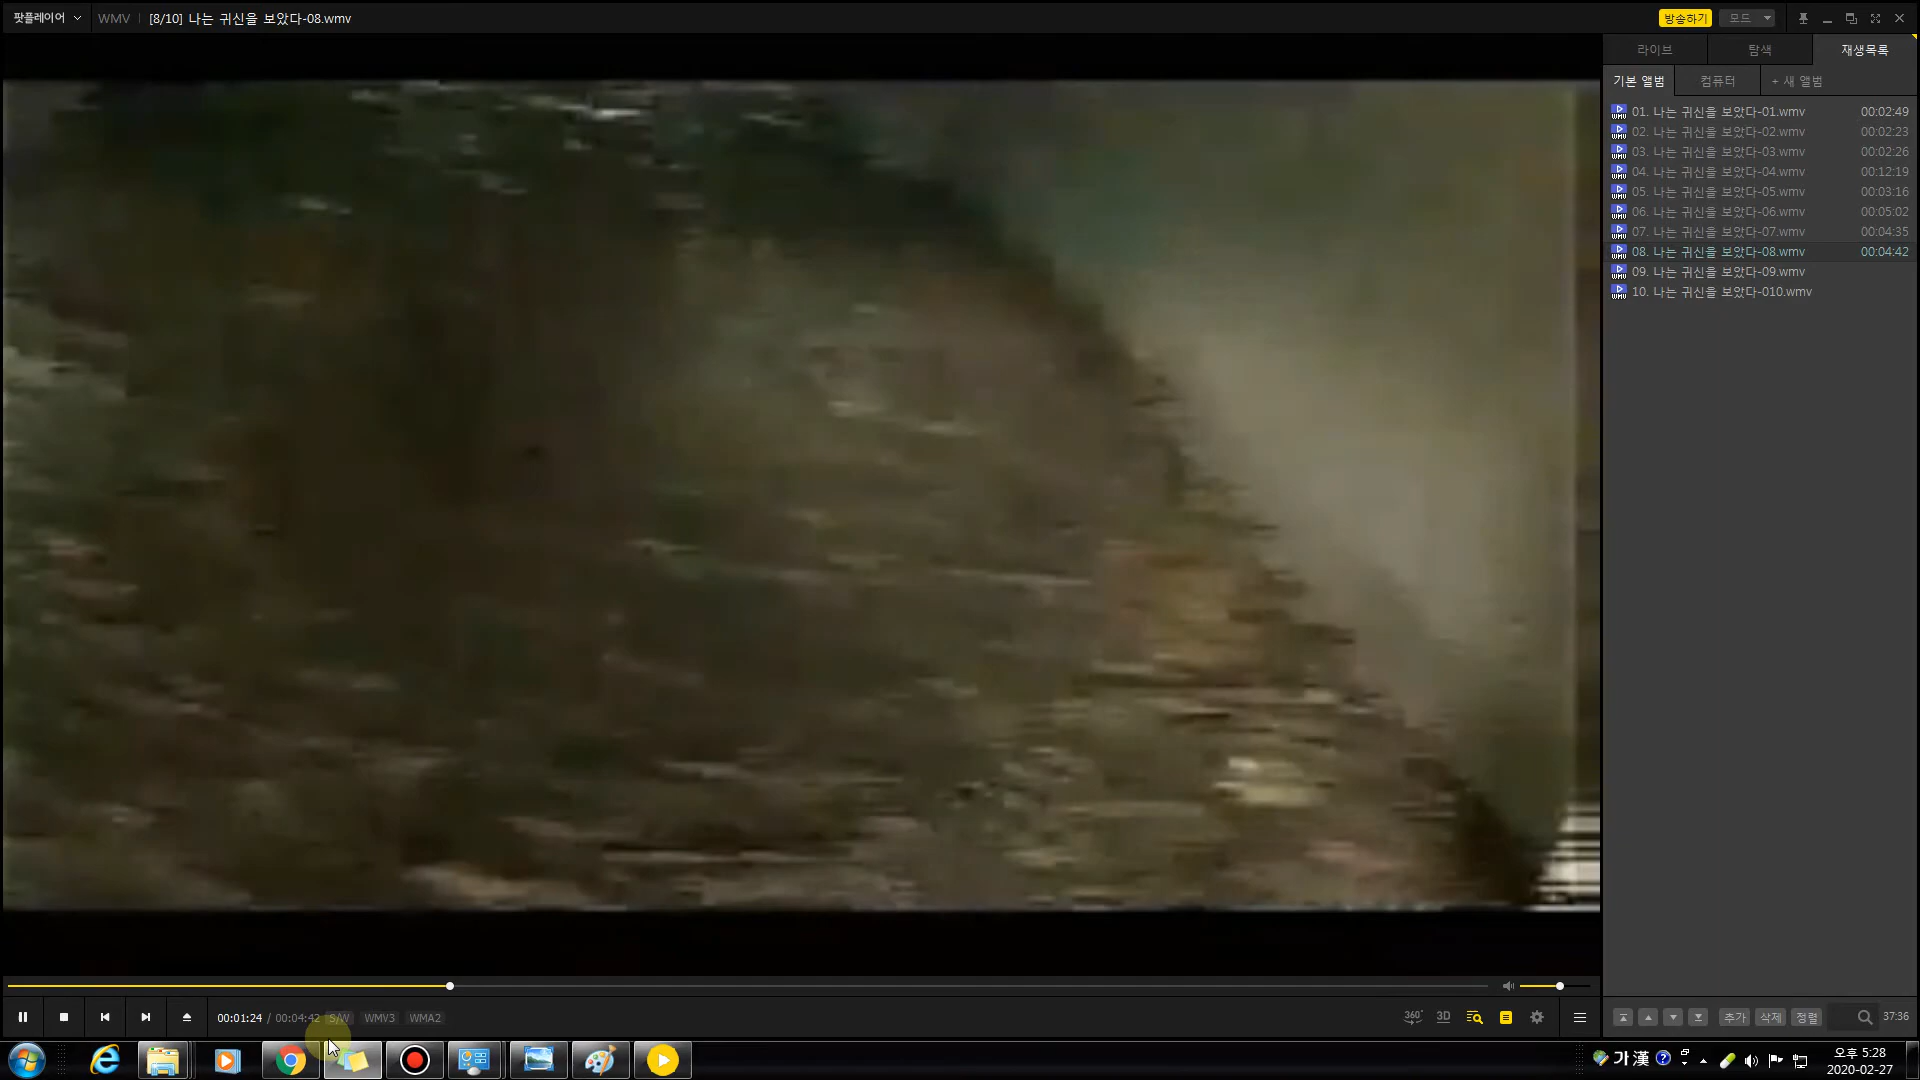 팟플레이어 WMV [8/10] 나는 귀신을 보았다-08.wmv 방송하기 모드
라이브 탐색 재생목록
기본 앨범 컴퓨터 + 새 앨범
01. 나는 귀신을 보았다-01.wmv 00:02:49
02. 나는 귀신을 보았다-02.wmv 00:02:23
03. 나는 귀신을 보았다-03.wmv 00:02:26
04. 나는 귀신을 보았다-04.wmv 00:12:19
05. 나는 귀신을 보았다-05.wmv 00:03:16
06. 나는 귀신을 보았다-06.wmv 00:05:02
07. 나는 귀신을 보았다-07.wmv 00:04:35
08. 나는 귀신을 보았다-08.wmv 00:04:42
09. 나는 귀신을 보았다-09.wmv
10. 나는 귀신을 보았다-010.wmv
00:01:24 / 00:04:42 S/W WMV3 WMA2 360° 3D 추가 삭제 정렬 37:36
가 漢 오후 5:28
2020-02-27